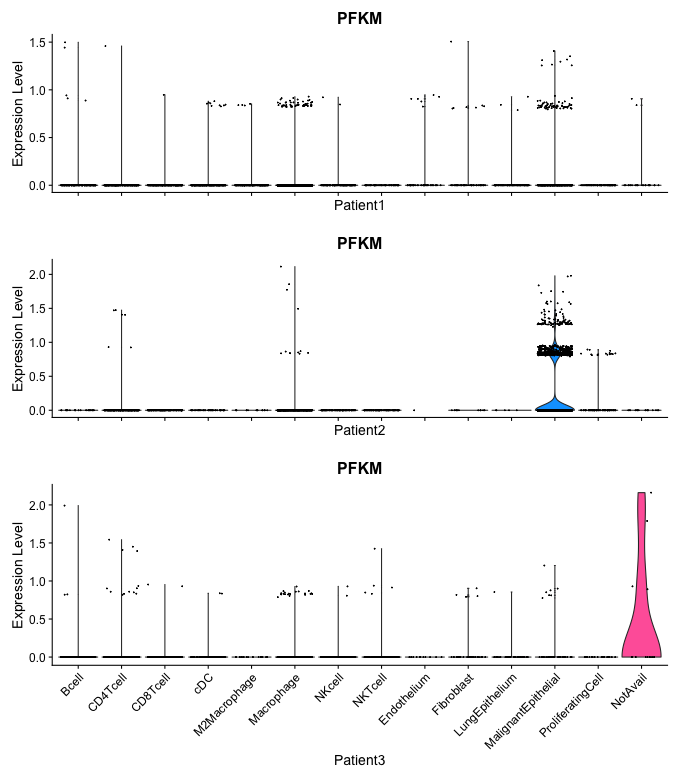 PFKM
Expression Level
1.5
1.0
0.5
0.0
Patient1
PFKM
Expression Level
2.0
1.5
1.0
0.5
0.0
Patient2
PFKM
Expression Level
2.0
1.5
1.0
0.5
0.0
Bcell
CD4Tcell
CD8Tcell
cDC
M2Macrophage
Macrophage
NKcell
NKTcell
Endothelium
Fibroblast
LungEpithelium
MalignantEpithelial
ProliferatingCell
NotAvail
Patient3